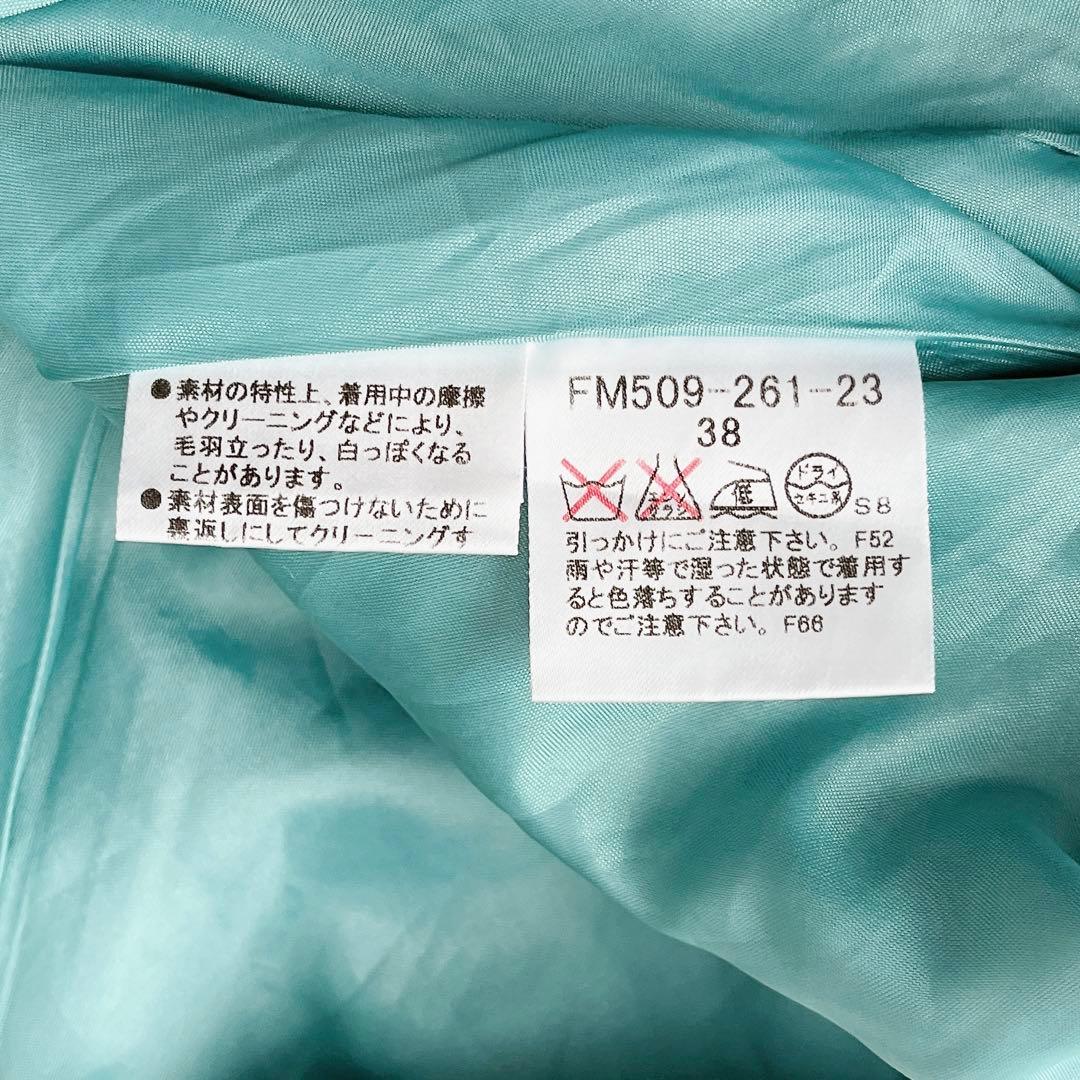 ●素材の特性上、着用中の摩擦
やクリーニングなどにより、
毛羽立ったり、白っぽくなる
ことがあります。
●素材表面を傷つけないために
裏返しにしてクリーニングす
FM509-261-23
38
エンソ
サラシ
低
ドライ
セキユ系
S8
引っかけにご注意下さい。F52
雨や汗等で湿った状態で着用す
ると色落ちすることがあります
のでご注意下さい。F66